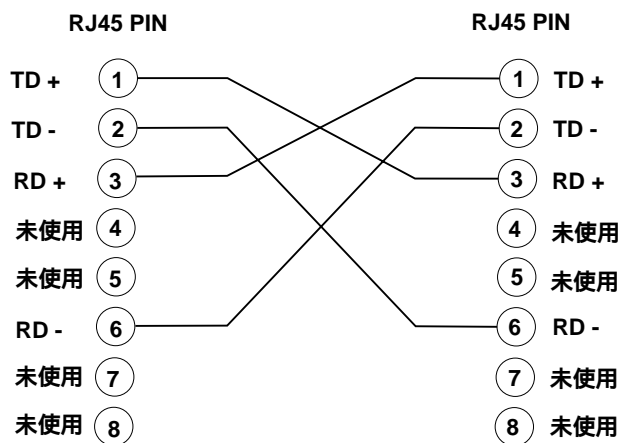 RJ45 PIN RJ45 PIN
TD + 1 1 TD +
TD - 2 2 TD -
RD + 3 3 RD +
未使用 4 4 未使用
未使用 5 5 未使用
RD - 6 6 RD -
未使用 7 7 未使用
未使用 8 8 未使用